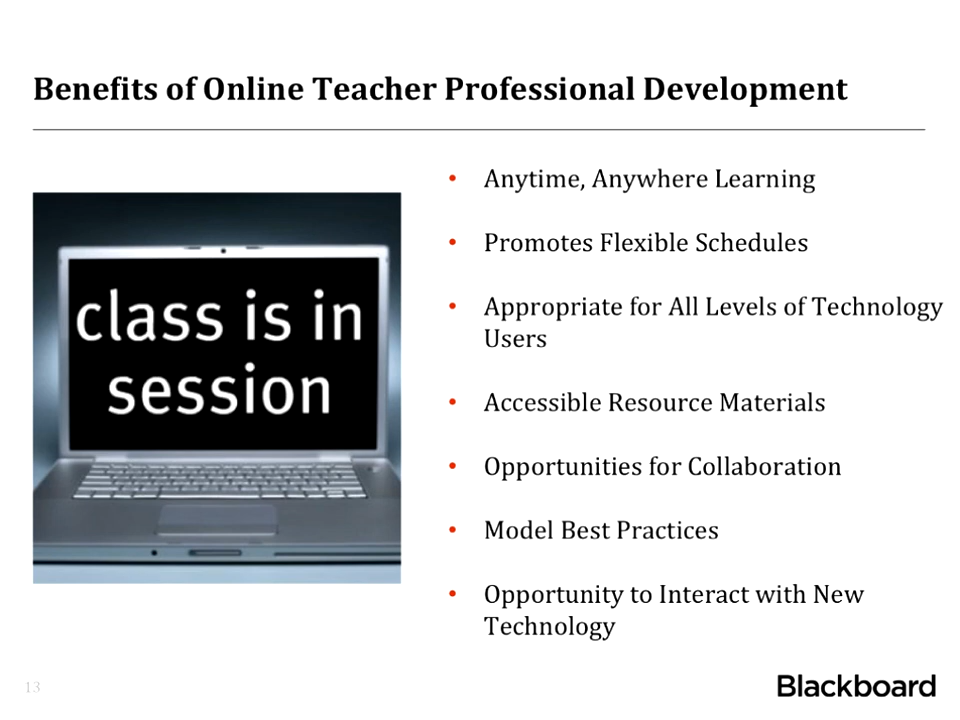 Benefits of Online Teacher Professional Development
class is in
session
• Anytime, Anywhere Learning
• Promotes Flexible Schedules
• Appropriate for All Levels of Technology
Users
• Accessible Resource Materials
• Opportunities for Collaboration
• Model Best Practices
• Opportunity to Interact with New
Technology
13
Blackboard